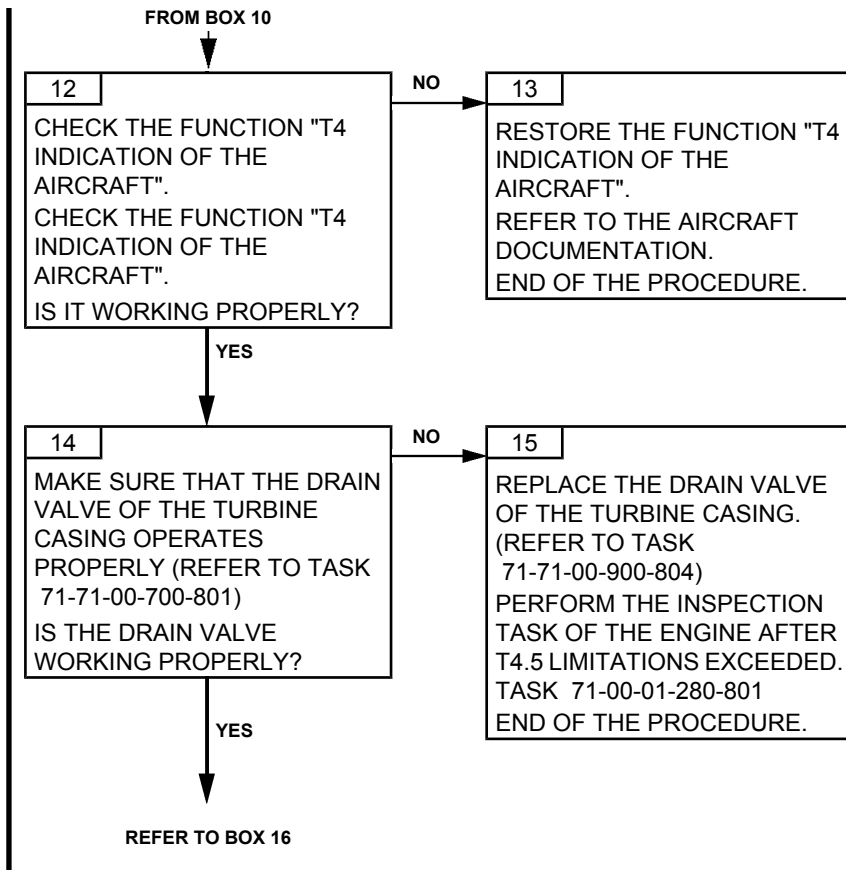 FROM BOX 10
12
CHECK THE FUNCTION "T4
INDICATION OF THE
AIRCRAFT".
CHECK THE FUNCTION "T4
INDICATION OF THE
AIRCRAFT".
IS IT WORKING PROPERLY?
NO
13
RESTORE THE FUNCTION "T4
INDICATION OF THE
AIRCRAFT".
REFER TO THE AIRCRAFT
DOCUMENTATION.
END OF THE PROCEDURE.
YES
14
MAKE SURE THAT THE DRAIN
VALVE OF THE TURBINE
CASING OPERATES
PROPERLY (REFER TO TASK
71-71-00-700-801)
IS THE DRAIN VALVE
WORKING PROPERLY?
NO
15
REPLACE THE DRAIN VALVE
OF THE TURBINE CASING.
(REFER TO TASK
71-71-00-900-804)
PERFORM THE INSPECTION
TASK OF THE ENGINE AFTER
T4.5 LIMITATIONS EXCEEDED.
TASK 71-00-01-280-801
END OF THE PROCEDURE.
YES
REFER TO BOX 16